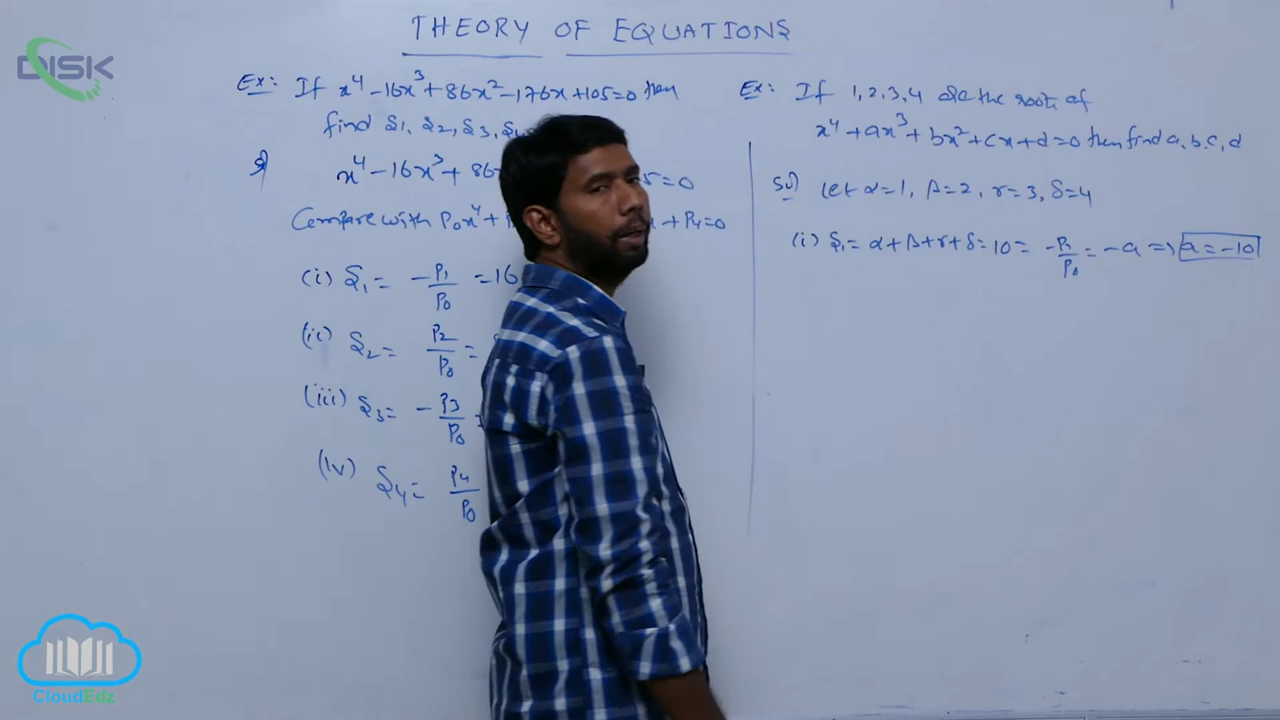 THEORY OF EQUATIONS
DISK
Ex: If x⁴ - 16x³ + 86x² - 176x + 105 = 0 then
find S₁, S₂, S₃, S₄
x⁴ - 16x³ + 86 5 = 0
Compare with P₀x⁴ + + P₄ = 0
(i) S₁ = -P₁/P₀ = 16
(ii) S₂ = P₂/P₀ =
(iii) S₃ = -P₃/P₀ =
(iv) S₄ = P₄/P₀
Ex: If 1, 2, 3, 4 are the roots of
x⁴ + ax³ + bx² + cx + d = 0 then find a, b, c, d
Sol) Let α = 1, β = 2, γ = 3, δ = 4
(i) S₁ = α + β + γ + δ = 10 = -P₁/P₀ = -a ⇒ a = -10
CloudEdz